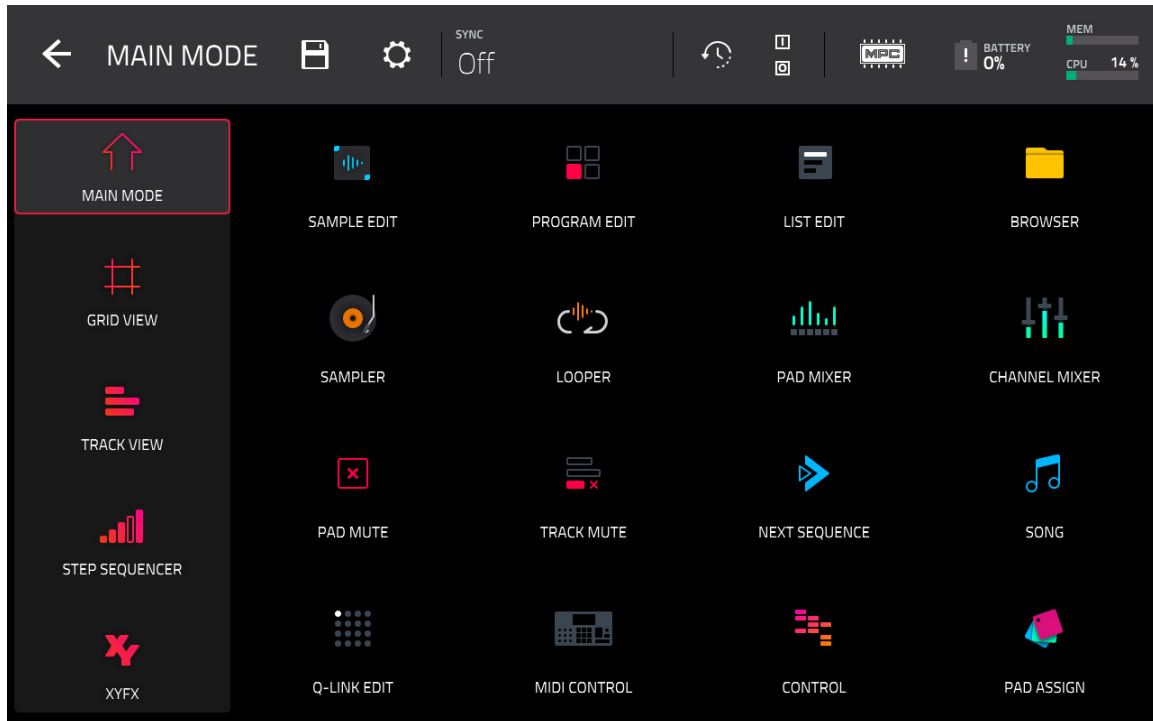 MAIN MODE
SYNC
Off
I
O
MPC
!
BATTERY
0%
MEM
CPU 14 %
MAIN MODE
GRID VIEW
TRACK VIEW
STEP SEQUENCER
XY
XYFX
SAMPLE EDIT
PROGRAM EDIT
LIST EDIT
BROWSER
SAMPLER
LOOPER
PAD MIXER
CHANNEL MIXER
PAD MUTE
TRACK MUTE
NEXT SEQUENCE
SONG
Q-LINK EDIT
MIDI CONTROL
CONTROL
PAD ASSIGN